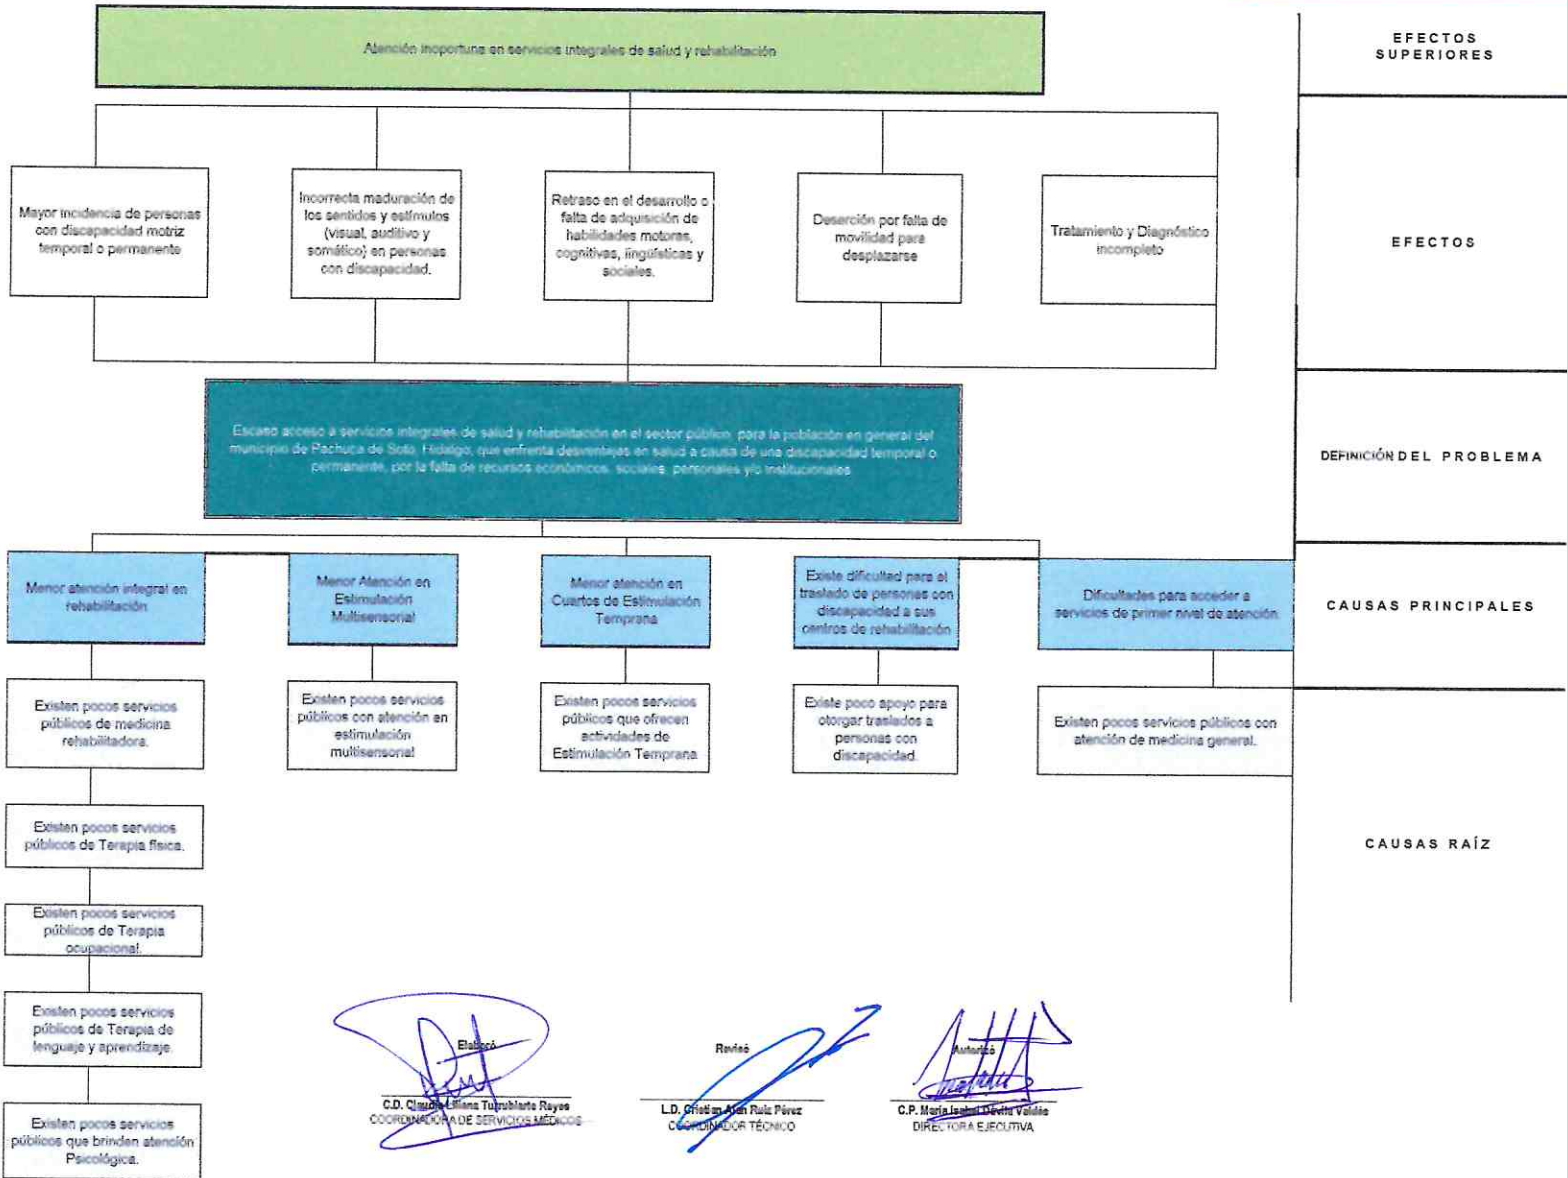 Atención inoportuna en servicios integrales de salud y rehabilitación
EFECTOS
SUPERIORES
Mayor incidencia de personas
con discapacidad motriz
temporal o permanente
Incorrecta maduración de
los sentidos y estímulos
(visual, auditivo y
somático) en personas
con discapacidad.
Retraso en el desarrollo o
falta de adquisición de
habilidades motoras,
cognitivas, lingüísticas y
sociales.
Deserción por falta de
movilidad para
desplazarse
Tratamiento y Diagnóstico
incompleto
EFECTOS
Escaso acceso a servicios integrales de salud y rehabilitación en el sector público, para la población en general del
municipio de Pachuca de Soto, Hidalgo; que enfrenta desventajas en salud a causa de una discapacidad temporal o
permanente, por la falta de recursos económicos, sociales, personales y/o institucionales
DEFINICIÓN DEL PROBLEMA
Menor atención integral en
rehabilitación
Menor Atención en
Estimulación
Multisensorial
Menor atención en
Cuartos de Estimulación
Temprana
Existe dificultad para el
traslado de personas con
discapacidad a sus
centros de rehabilitación
Dificultades para acceder a
servicios de primer nivel de atención.
CAUSAS PRINCIPALES
Existen pocos servicios
públicos de medicina
rehabilitadora.
Existen pocos servicios
públicos con atención en
estimulación
multisensorial
Existen pocos servicios
públicos que ofrecen
actividades de
Estimulación Temprana
Existe poco apoyo para
otorgar traslados a
personas con
discapacidad.
Existen pocos servicios públicos con
atención de medicina general.
CAUSAS RAÍZ
Existen pocos servicios
públicos de Terapia física.
Existen pocos servicios
públicos de Terapia
ocupacional.
Existen pocos servicios
públicos de Terapia de
lenguaje y aprendizaje.
Existen pocos servicios
públicos que brinden atención
Psicológica.
Elaboró
C.D. Claudia Liliana Reyes
COORDINADORA DE SERVICIOS MÉDICOS
Revisó
L.D. Cristian Alan Ruiz Pérez
COORDINADOR TÉCNICO
Autorizó
C.P. María Isabel Dávila Valdés
DIRECTORA EJECUTIVA